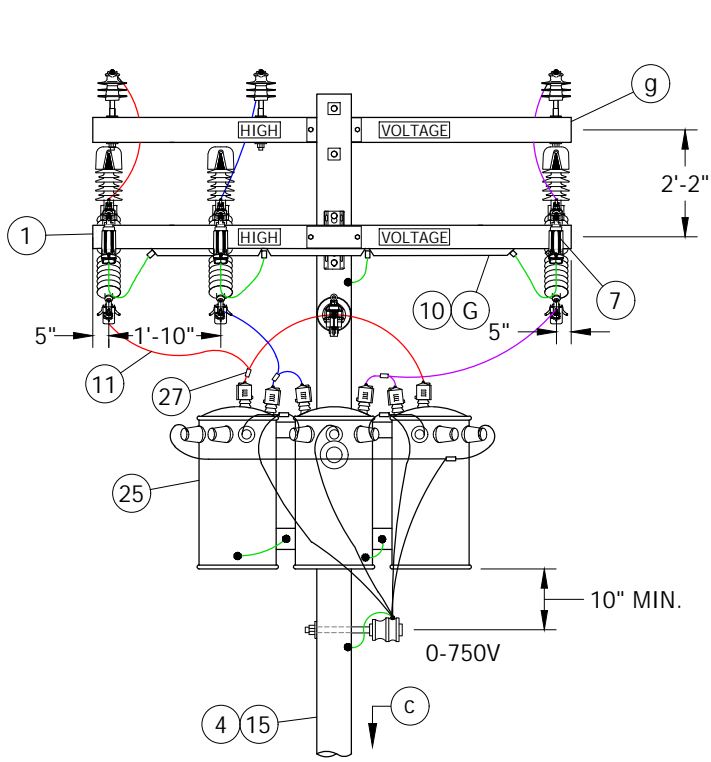 g
HIGH VOLTAGE
2'-2"
1
HIGH VOLTAGE
7
10 G
5" 1'-10" 5"
11
27
25
10" MIN.
0-750V
4 15 c